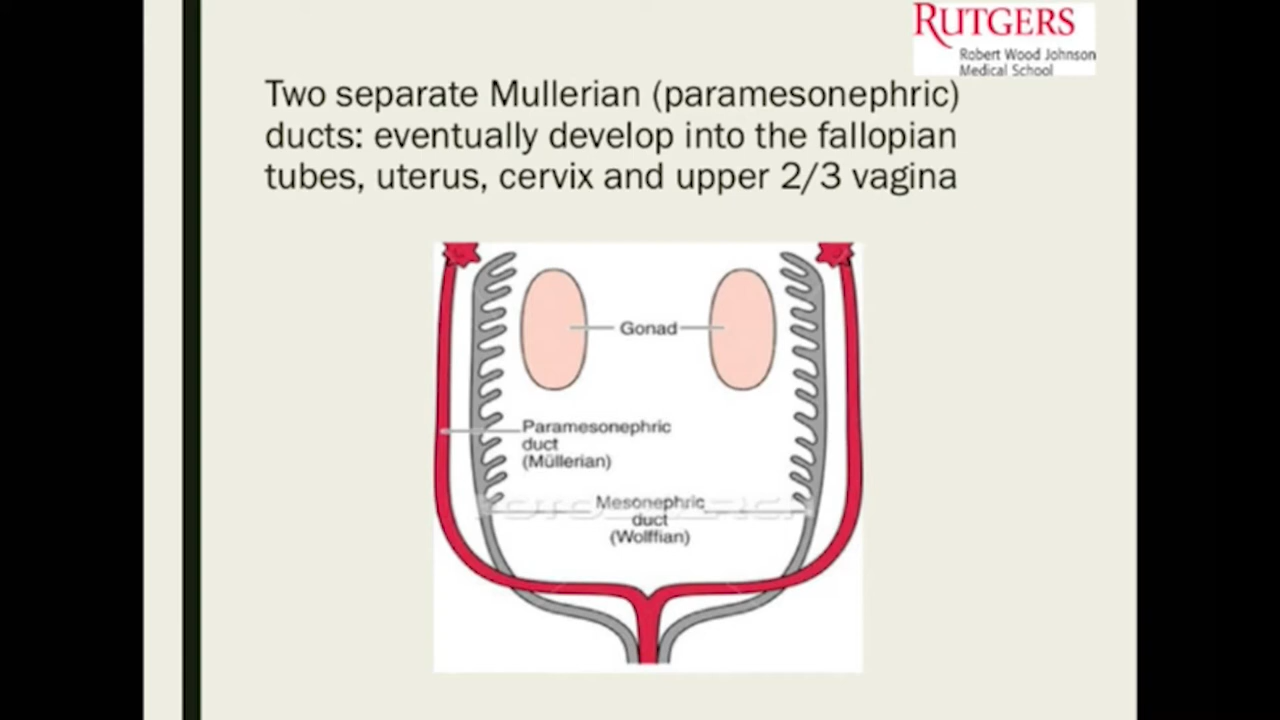 RUTGERS
Robert Wood Johnson
Medical School
Two separate Mullerian (paramesonephric)
ducts: eventually develop into the fallopian
tubes, uterus, cervix and upper 2/3 vagina
Gonad
Paramesonephric
duct
(Müllerian)
Mesonephric
duct
(Wolffian)